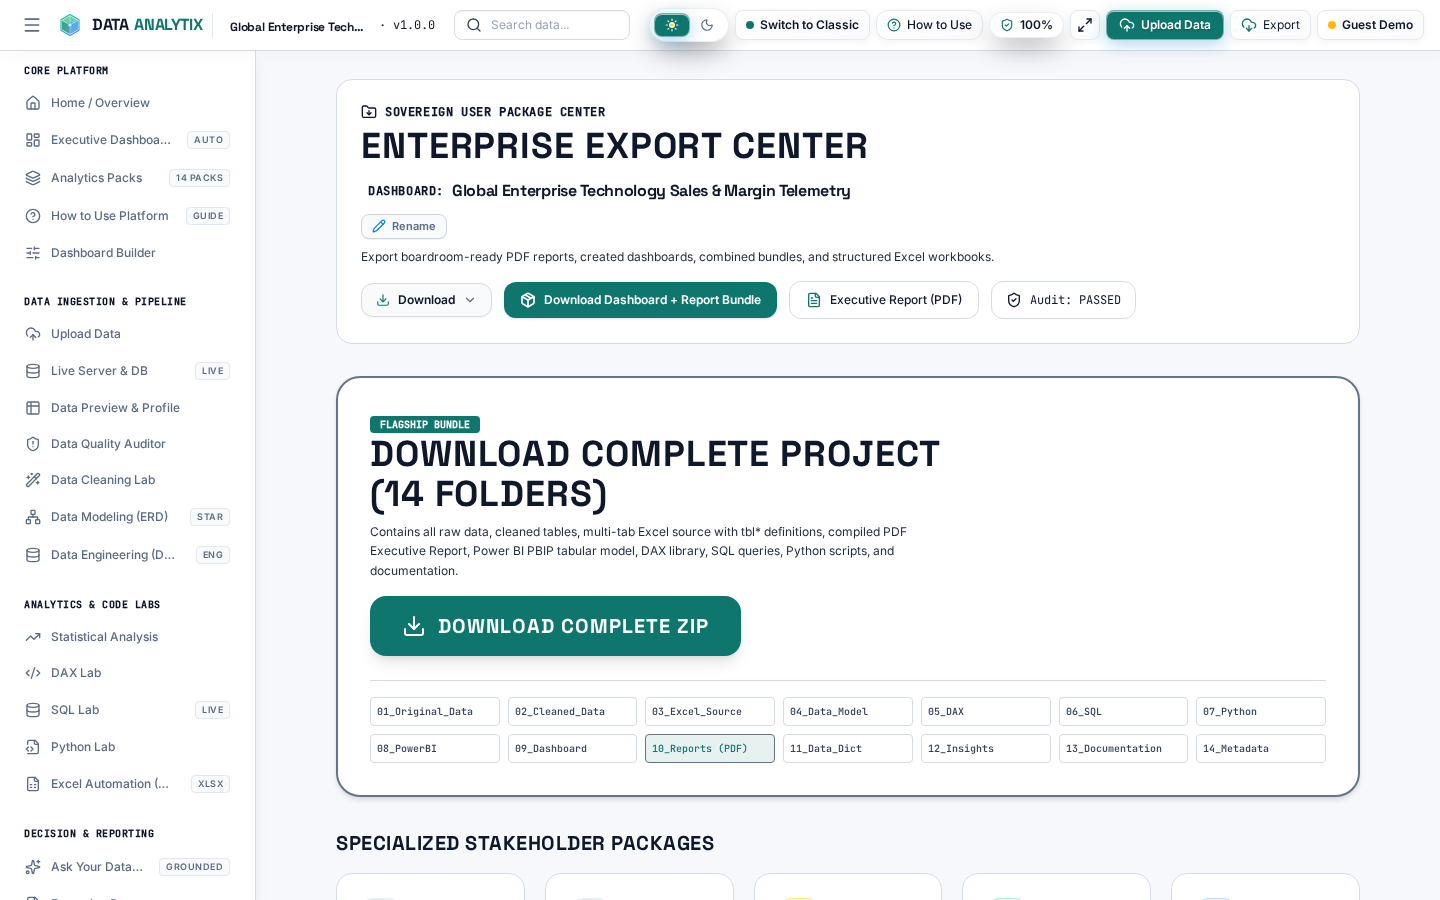 DATA ANALYTIX
Global Enterprise Tech...
· v1.0.0
Search data...
Switch to Classic
How to Use
100%
Upload Data
Export
Guest Demo
CORE PLATFORM
Home / Overview
Executive Dashboa... AUTO
Analytics Packs 14 PACKS
How to Use Platform GUIDE
Dashboard Builder
DATA INGESTION & PIPELINE
Upload Data
Live Server & DB LIVE
Data Preview & Profile
Data Quality Auditor
Data Cleaning Lab
Data Modeling (ERD) STAR
Data Engineering (D... ENG
ANALYTICS & CODE LABS
Statistical Analysis
DAX Lab
SQL Lab LIVE
Python Lab
Excel Automation (... XLSX
DECISION & REPORTING
Ask Your Data... GROUNDED
SOVEREIGN USER PACKAGE CENTER
ENTERPRISE EXPORT CENTER
DASHBOARD: Global Enterprise Technology Sales & Margin Telemetry
Rename
Export boardroom-ready PDF reports, created dashboards, combined bundles, and structured Excel workbooks.
Download
Download Dashboard + Report Bundle
Executive Report (PDF)
Audit: PASSED
FLAGSHIP BUNDLE
DOWNLOAD COMPLETE PROJECT
(14 FOLDERS)
Contains all raw data, cleaned tables, multi-tab Excel source with tbl* definitions, compiled PDF
Executive Report, Power BI PBIP tabular model, DAX library, SQL queries, Python scripts, and
documentation.
DOWNLOAD COMPLETE ZIP
01_Original_Data
02_Cleaned_Data
03_Excel_Source
04_Data_Model
05_DAX
06_SQL
07_Python
08_PowerBI
09_Dashboard
10_Reports (PDF)
11_Data_Dict
12_Insights
13_Documentation
14_Metadata
SPECIALIZED STAKEHOLDER PACKAGES